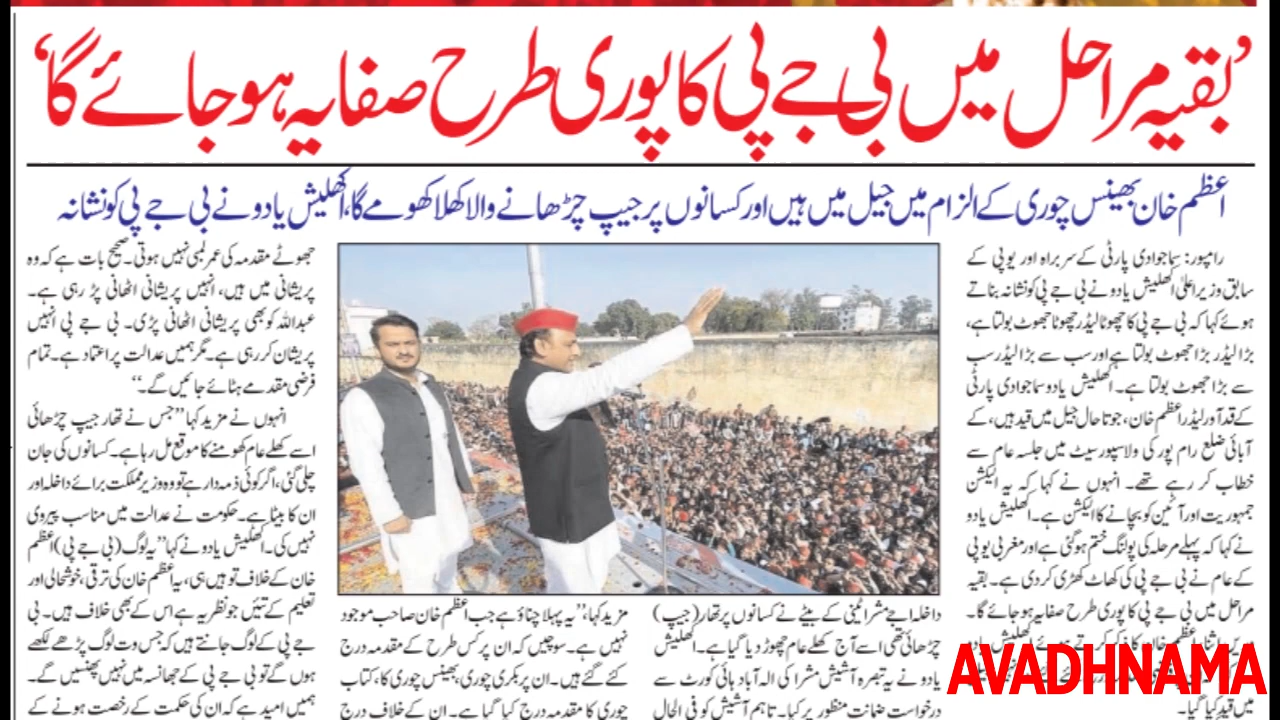 ’بقیہ مراحل میں بی جے پی کا پوری طرح صفایہ ہو جائے گا‘
اعظم خان بھینس چوری کے الزام میں جیل میں ہیں اور کسانوں پر جیپ چڑھانے والا کھلا گھومے گا، اکھلیش یادو نے بی جے پی کو نشانہ
رامپور: سماجوادی پارٹی کے سربراہ اور یوپی کے
سابق وزیر اعلیٰ اکھلیش یادو نے بی جے پی کو نشانہ بناتے
ہوئے کہا کہ بی جے پی کا چھوٹا لیڈر چھوٹا جھوٹ بولتا ہے،
بڑا لیڈر بڑا جھوٹ بولتا ہے اور سب سے بڑا لیڈر سب
سے بڑا جھوٹ بولتا ہے۔ اکھلیش یادو سماجوادی پارٹی
کے قدآور لیڈر اعظم خان، جو تا حال جیل میں قید ہیں، کے
آبائی ضلع رام پور کی ولاسپور سیٹ میں جلسہ عام سے
خطاب کر رہے تھے۔ انہوں نے کہا کہ یہ الیکشن
جمہوریت اور آئین کو بچانے کا الیکشن ہے۔ اکھلیش یادو
نے کہا کہ پہلے مرحلہ کی پولنگ ختم ہو گئی ہے اور مغربی یوپی
کے عام نے بی جے پی کی کھاٹ کھڑی کر دی ہے۔ بقیہ
مراحل میں بی جے پی کا پوری طرح صفایہ ہو جائے گا۔
میں قید کیا گیا۔
داخلہ اجے مشرا ٹینی کے بیٹے نے کسانوں پر تھار (جیپ)
چڑھائی تھی اسے آج کھلے عام چھوڑ دیا گیا ہے۔ اکھلیش
یادو نے یہ تبصرہ آشیش مشرا کی الہ آباد ہائی کورٹ سے
درخواست ضمانت منظور پر کیا۔ تاہم آشیش کو فی الحال
مزید کہا، ’’یہ پہلا چناؤ ہے جب اعظم خان صاحب موجود
نہیں ہے۔ سوچیں کہ ان پر کس طرح کے مقدمہ درج
کئے گئے ہیں۔ ان پر بکری چوری، بھینس چوری کا، کتاب
چوری کا مقدمہ درج کیا گیا ہے۔ ان کے خلاف درج
جھوٹے مقدمہ کی عمر لمبی نہیں ہوتی۔ صحیح بات ہے کہ وہ
پریشانی میں ہیں، انہیں پریشانی اٹھانی پڑ رہی ہے۔
عبداللہ کو بھی پریشانی اٹھانی پڑی۔ بی جے پی انہیں
پریشان کر رہی ہے۔ مگر ہمیں عدالت پر اعتماد ہے۔ تمام
فرضی مقدمے ہٹائے جائیں گے۔‘‘
انہوں نے مزید کہا ’’جس نے تھار جیپ چڑھائی
اسے کھلے عام گھومنے کا موقع مل رہا ہے۔ کسانوں کی جان
چلی گئی، اگر کوئی ذمہ دار ہے تو وہ وزیر مملکت برائے داخلہ اور
ان کا بیٹا ہے۔ حکومت نے عدالت میں مناسب پیروی
نہیں کی۔ اکھلیش یادو نے کہا ’’یہ لوگ (بی جے پی) اعظم
خان کے خلاف تو ہیں ہی، یہ اعظم خان کی ترقی، خوشحالی اور
تعلیم کے تئیں جو نظریہ ہے اس کے بھی خلاف ہیں۔ بی
جے پی کے لوگ جانتے ہیں کہ جس وت لوگ پڑھے لکھے
ہوں گے تو بی جے پی کے جھانسہ میں نہیں پھنسیں گے۔
ہمیں امید ہے کہ ان کی حکمت کے رخصت ہونے کے
AVADHNAMA